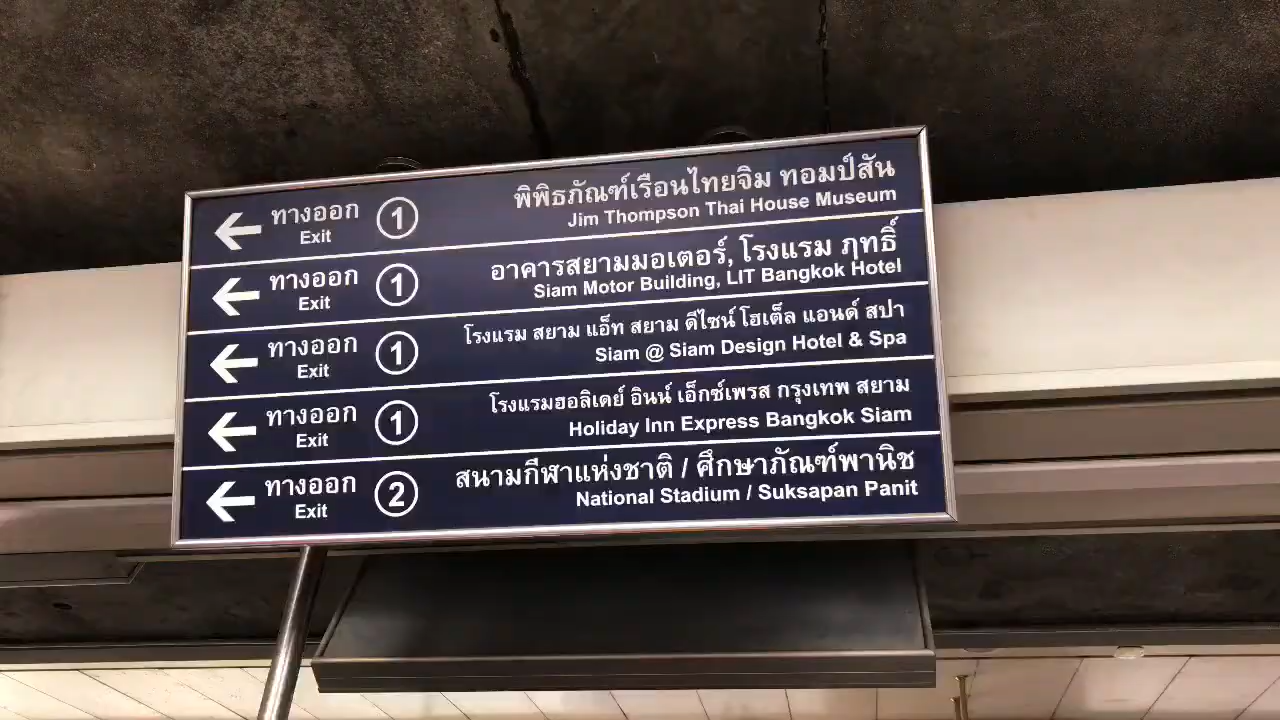 ทางออก 1 พิพิธภัณฑ์เรือนไทยจิม ทอมป์สัน
Exit Jim Thompson Thai House Museum
ทางออก 1 อาคารสยามมอเตอร์, โรงแรม ฦทธิ์
Exit Siam Motor Building, LIT Bangkok Hotel
ทางออก 1 โรงแรม สยาม แอ็ท สยาม ดีไซน์ โฮเต็ล แอนด์ สปา
Exit Siam @ Siam Design Hotel & Spa
ทางออก 1 โรงแรมฮอลิเดย์ อินน์ เอ็กซ์เพรส กรุงเทพ สยาม
Exit Holiday Inn Express Bangkok Siam
ทางออก 2 สนามกีฬาแห่งชาติ / ศึกษาภัณฑ์พานิช
Exit National Stadium / Suksapan Panit